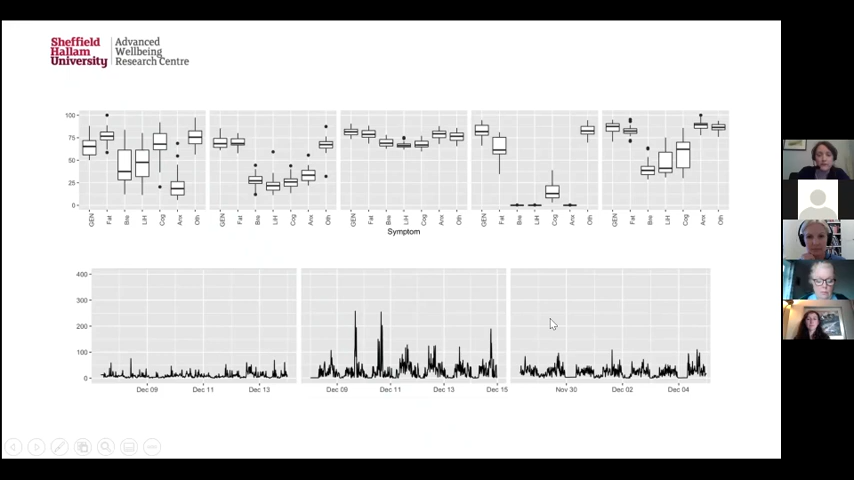 Sheffield Hallam University
Advanced Wellbeing Research Centre
100
75
50
25
0
GEN Fat Bre LiH Cog Anx Oth
GEN Fat Bre LiH Cog Anx Oth
GEN Fat Bre LiH Cog Anx Oth
GEN Fat Bre LiH Cog Anx Oth
GEN Fat Bre LiH Cog Anx Oth
Symptom
400
300
200
100
0
Dec 09 Dec 11 Dec 13
Dec 09 Dec 11 Dec 13 Dec 15
Nov 30 Dec 02 Dec 04